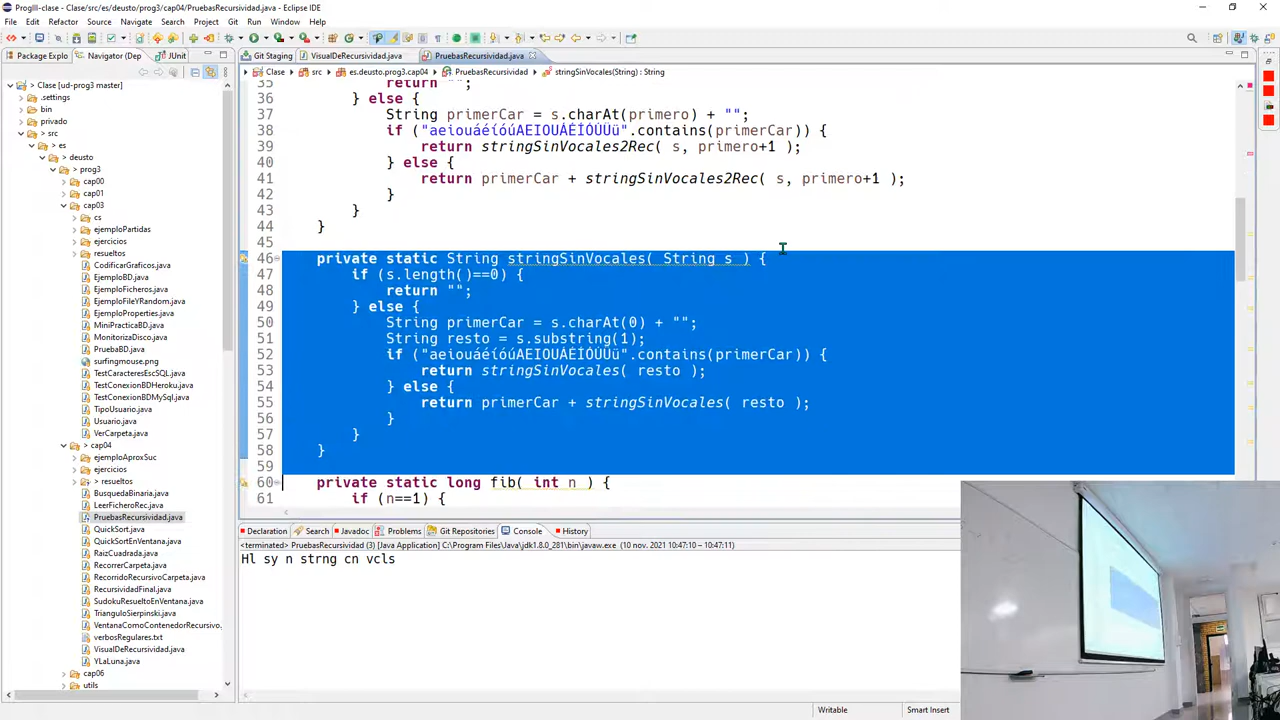 ProgIII-clase - Clase/src/es/deusto/prog3/cap04/PruebasRecursividad.java - Eclipse IDE
File Edit Refactor Source Navigate Search Project Git Run Window Help
Package Explo Navigator (Dep JUnit
Git Staging VisualDeRecursividad.java PruebasRecursividad.java
Clase src es.deusto.prog3.cap04 PruebasRecursividad stringSinVocales(String) : String
Clase [ud-prog3 master]
.settings
bin
privado
> src
> es
> deusto
> prog3
cap00
cap01
> cap03
> cs
ejemploPartidas
ejercicios
resueltos
CodificarGraficos.java
EjemploBD.java
EjemploFicheros.java
EjemploFileYRandom.java
EjemploProperties.java
MiniPracticaBD.java
MonitorizaDisco.java
PruebaBD.java
surfingmouse.png
TestCaracteresEscSQL.java
TestConexionBDHeroku.java
TestConexionBDMySql.java
TipoUsuario.java
Usuario.java
VerCarpeta.java
> cap04
ejemploAproxSuc
ejercicios
> resueltos
BusquedaBinaria.java
LeerFicheroRec.java
PruebasRecursividad.java
QuickSort.java
QuickSortEnVentana.java
RaizCuadrada.java
RecorrerCarpeta.java
RecorridoRecursivoCarpeta.java
RecursividadFinal.java
SudokuResueltoEnVentana.java
TrianguloSierpinski.java
VentanaComoContenedorRecursivo.
verbosRegulares.txt
VisualDeRecursividad.java
YLaLuna.java
cap06
utils
35 return "";
36 } else {
37 String primerCar = s.charAt(primero) + "";
38 if ("aeiouáéíóúAEIOUÁÉÍÓÚÜü".contains(primerCar)) {
39 return stringSinVocales2Rec( s, primero+1 );
40 } else {
41 return primerCar + stringSinVocales2Rec( s, primero+1 );
42 }
43 }
44 }
45
46 private static String stringSinVocales( String s ) {
47 if (s.length()==0) {
48 return "";
49 } else {
50 String primerCar = s.charAt(0) + "";
51 String resto = s.substring(1);
52 if ("aeiouáéíóúAEIOUÁÉÍÓÚÜü".contains(primerCar)) {
53 return stringSinVocales( resto );
54 } else {
55 return primerCar + stringSinVocales( resto );
56 }
57 }
58 }
59
60 private static long fib( int n ) {
61 if (n==1) {
Declaration Search Javadoc Problems Git Repositories Console History
<terminated> PruebasRecursividad (3) [Java Application] C:\Program Files\Java\jdk1.8.0_281\bin\javaw.exe (10 nov. 2021 10:47:10 – 10:47:11)
Hl sy n strng cn vcls
Writable Smart Insert